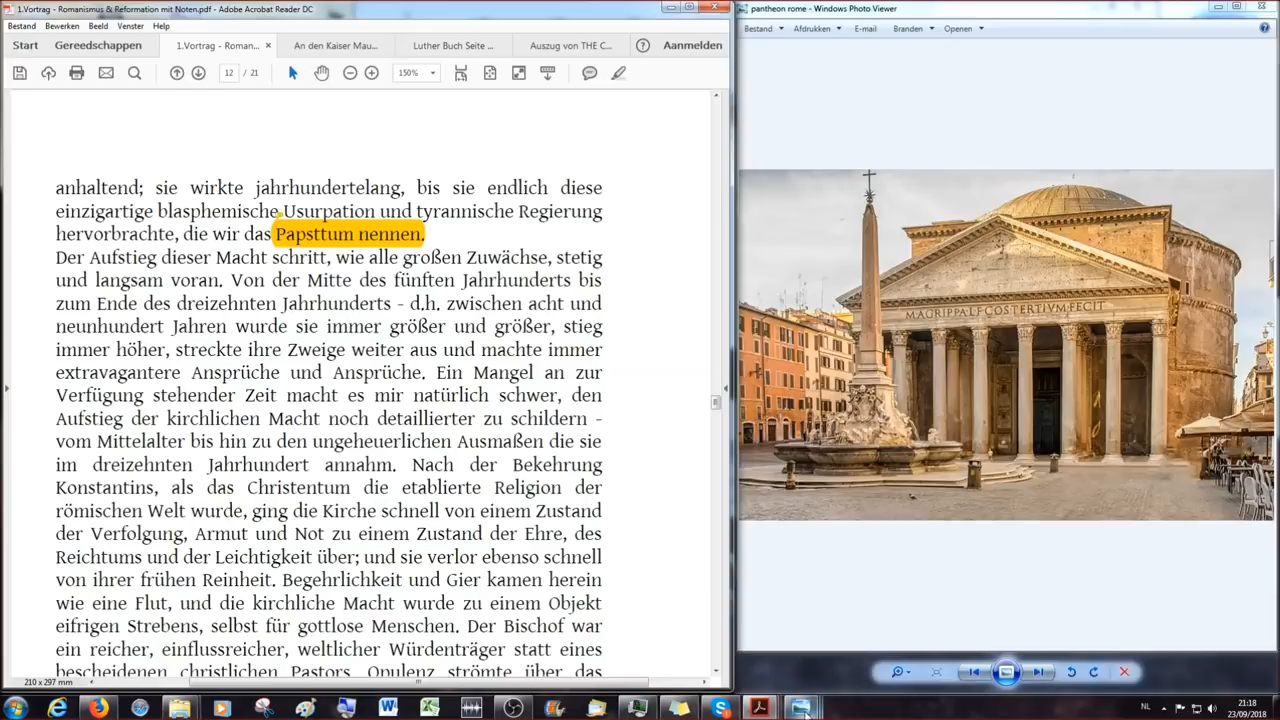 1.Vortrag - Romanismus & Reformation mit Noten.pdf - Adobe Acrobat Reader DC
Bestand Bewerken Beeld Venster Help
Start Gereedschappen 1.Vortrag - Roman... × An den Kaiser Mau... Luther Buch Seite ... Auszug von THE C... Aanmelden
12 / 21 150%
anhaltend; sie wirkte jahrhundertelang, bis sie endlich diese
einzigartige blasphemische Usurpation und tyrannische Regierung
hervorbrachte, die wir das Papsttum nennen.
Der Aufstieg dieser Macht schritt, wie alle großen Zuwächse, stetig
und langsam voran. Von der Mitte des fünften Jahrhunderts bis
zum Ende des dreizehnten Jahrhunderts - d.h. zwischen acht und
neunhundert Jahren wurde sie immer größer und größer, stieg
immer höher, streckte ihre Zweige weiter aus und machte immer
extravagantere Ansprüche und Ansprüche. Ein Mangel an zur
Verfügung stehender Zeit macht es mir natürlich schwer, den
Aufstieg der kirchlichen Macht noch detaillierter zu schildern -
vom Mittelalter bis hin zu den ungeheuerlichen Ausmaßen die sie
im dreizehnten Jahrhundert annahm. Nach der Bekehrung
Konstantins, als das Christentum die etablierte Religion der
römischen Welt wurde, ging die Kirche schnell von einem Zustand
der Verfolgung, Armut und Not zu einem Zustand der Ehre, des
Reichtums und der Leichtigkeit über; und sie verlor ebenso schnell
von ihrer frühen Reinheit. Begehrlichkeit und Gier kamen herein
wie eine Flut, und die kirchliche Macht wurde zu einem Objekt
eifrigen Strebens, selbst für gottlose Menschen. Der Bischof war
ein reicher, einflussreicher, weltlicher Würdenträger statt eines
bescheidenen christlichen Pastors. Opulenz strömte über das
210 x 297 mm
pantheon rome - Windows Photo Viewer
Bestand Afdrukken E-mail Branden Openen
M·AGRIPPA·L·F·COS·TERTIVM·FECIT
NL 21:18
23/09/2018